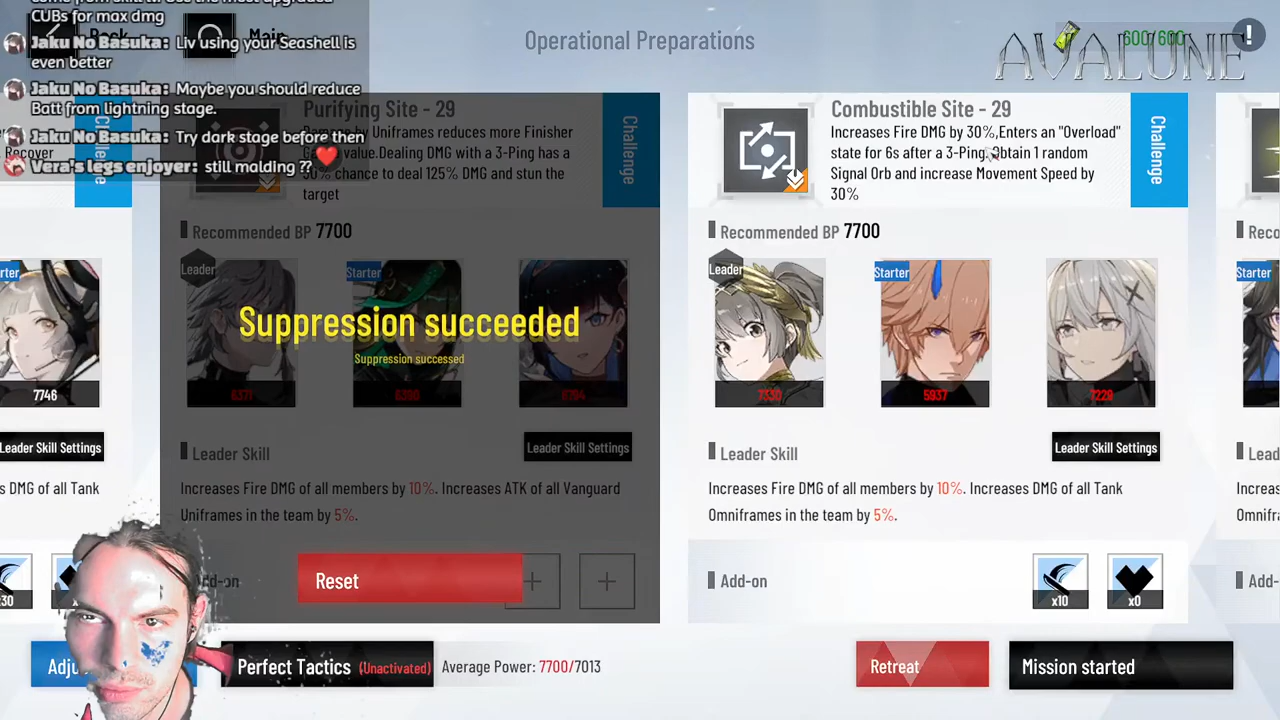 CUBs for max dmg
Jaku No Basuka: Liv using your Seashell is
even better
Jaku No Basuka: Maybe you should reduce
Batt from lightning stage.
Jaku No Basuka: Try dark stage before then
Vera's legs enjoyer: still malding ??
Operational Preparations
AVALUNE
600/600
Challenge
Purifying Site - 29
Uniframes reduces more Finisher
value.Dealing DMG with a 3-Ping has a
chance to deal 125% DMG and stun the
target
Challenge
Recommended BP 7700
Leader
Starter
Suppression succeeded
Suppression successed
6371
Leader Skill
Leader Skill Settings
Increases Fire DMG of all members by 10%. Increases ATK of all Vanguard
Uniframes in the team by 5%.
Reset
Combustible Site - 29
Increases Fire DMG by 30%,Enters an "Overload"
state for 6s after a 3-Ping. Obtain 1 random
Signal Orb and increase Movement Speed by
30%
Challenge
Recommended BP 7700
Leader
Starter
7330
5937
7229
Leader Skill
Leader Skill Settings
Increases Fire DMG of all members by 10%. Increases DMG of all Tank
Omniframes in the team by 5%.
Add-on
x10
x0
7746
Leader Skill Settings
s DMG of all Tank
Starter
Increases
Omnifram
Perfect Tactics (Unactivated)
Average Power: 7700/7013
Retreat
Mission started